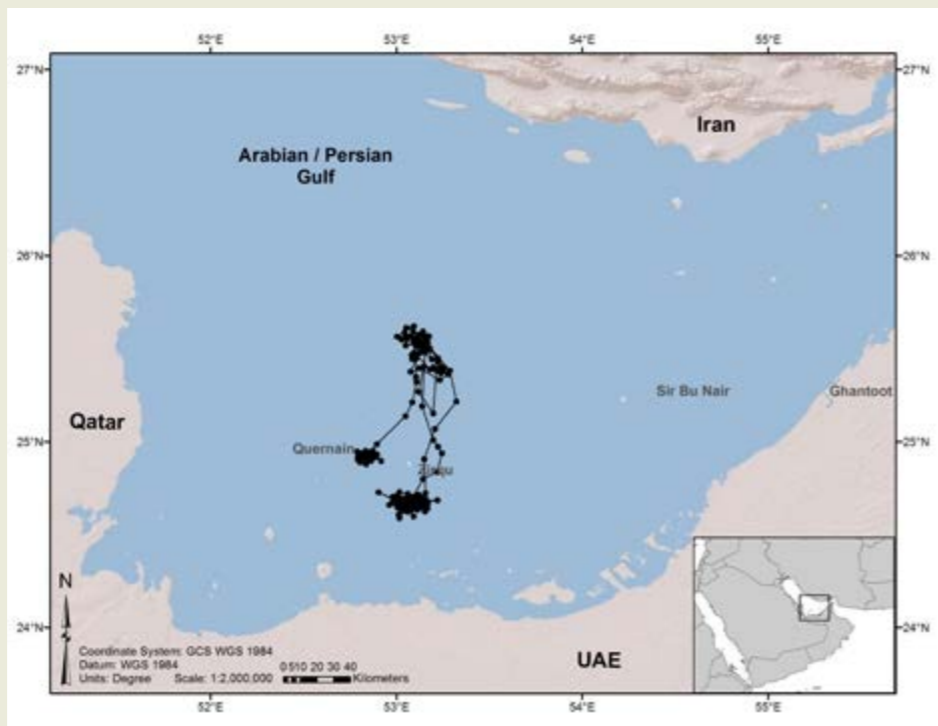 52°E 53°E 54°E 55°E
27°N 27°N
Iran
Arabian / Persian
Gulf
26°N 26°N
Sir Bu Nair Ghantoot
Qatar
25°N 25°N
Quernain
Zirqu
N
24°N 24°N
Coordinate System: GCS WGS 1984
Datum: WGS 1984
Units: Degree Scale: 1:2,000,000
0 5 10 20 30 40
Kilometers
UAE
52°E 53°E 54°E 55°E